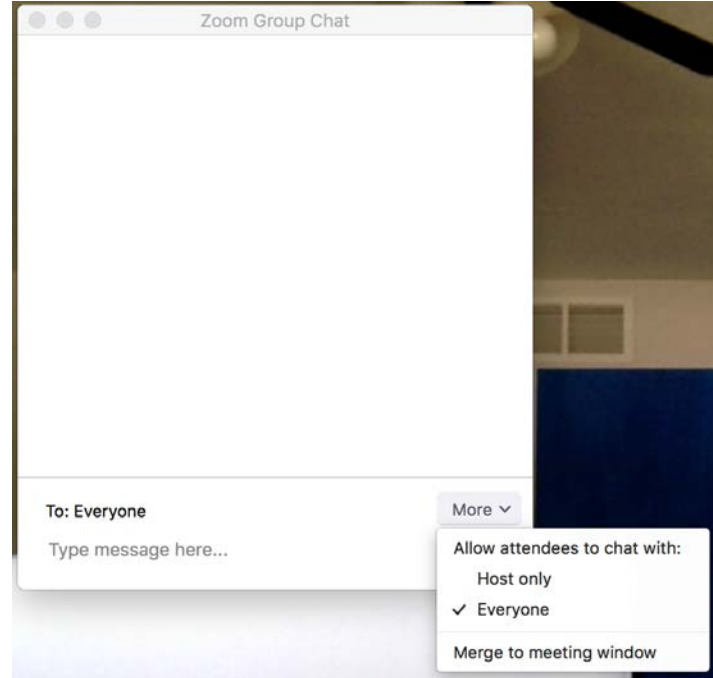 Zoom Group Chat
To: Everyone
More
Type message here...
Allow attendees to chat with:
Host only
✓ Everyone
Merge to meeting window